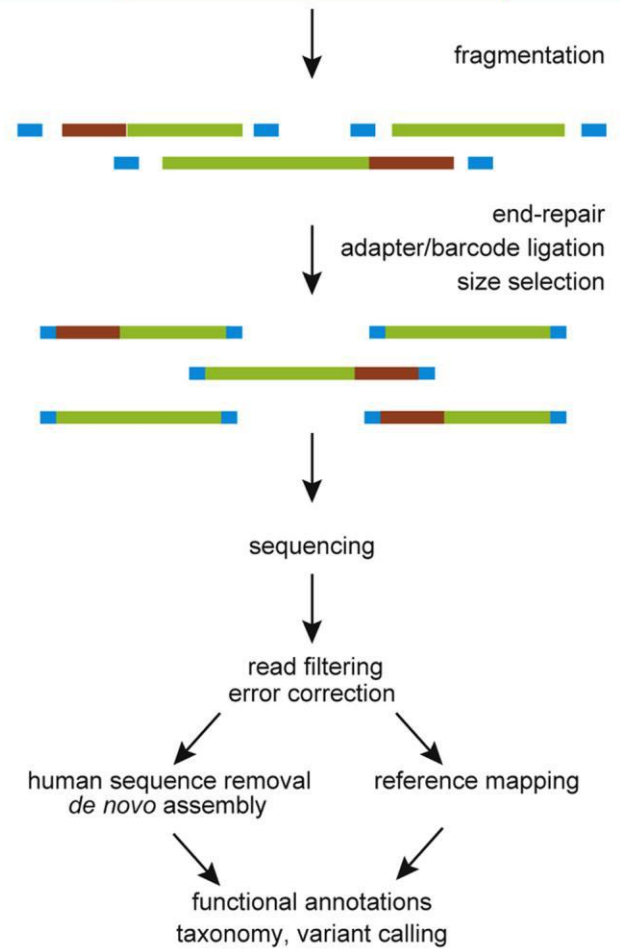 fragmentation
end-repair
adapter/barcode ligation
size selection
sequencing
read filtering
error correction
human sequence removal
de novo assembly
reference mapping
functional annotations
taxonomy, variant calling